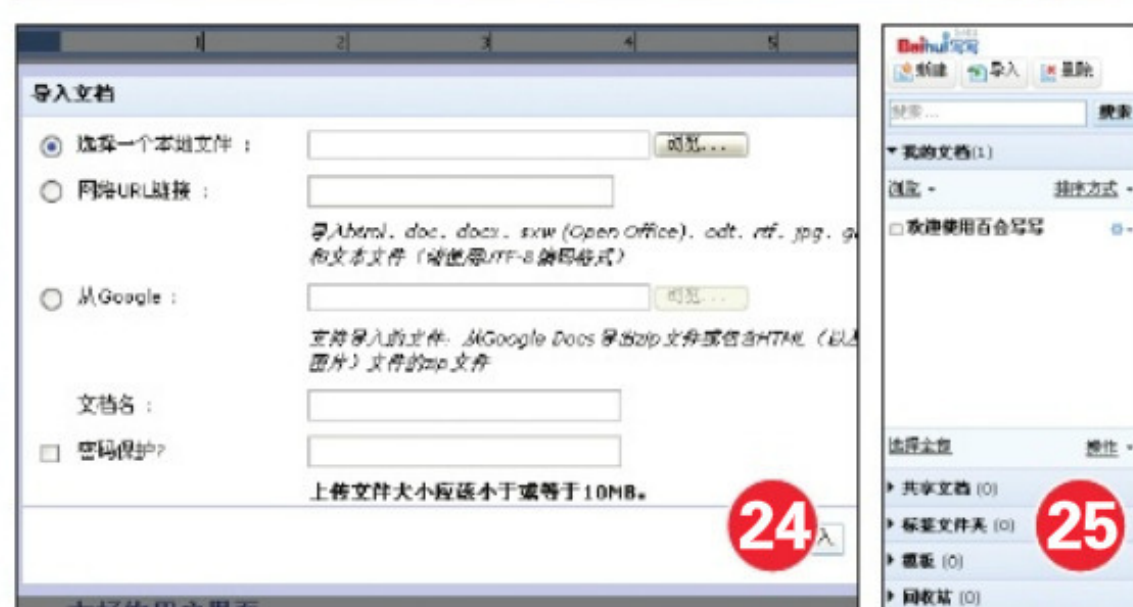 1 2 3 4 5
导入文档
选择一个本地文件：
浏览...
网络URL链接：
导入html. doc. docx. sxw (Open Office). odt. rtf. jpg. g
和文本文件（请使用UTF-8编码格式）
从Google：
浏览...
支持导入的文件. 从Google Docs 导出zip 文件或包含HTML（以及
图片）文件的zip文件
文档名：
密码保护?
上传文件大小应该小于或等于10MB。
24
入
Baihui写写
新建 导入 删除
搜索... 搜索
我的文档(1)
浏览 排序方式
欢迎使用百会写写
选择全部 操作
共享文档 (0)
标签文件夹 (0)
25
模板 (0)
回收站 (0)